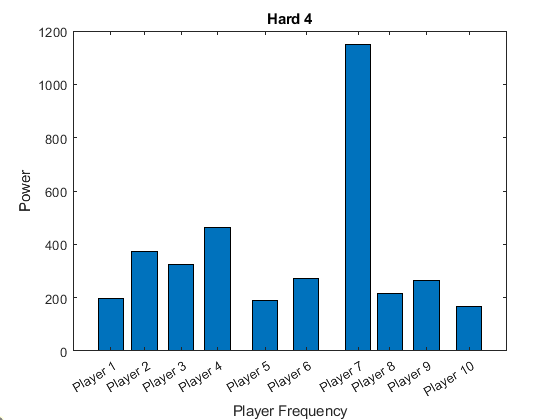 Hard 4
1200
1000
800
600
400
200
0
Power
Player 1 Player 2 Player 3 Player 4 Player 5 Player 6 Player 7 Player 8 Player 9 Player 10
Player Frequency